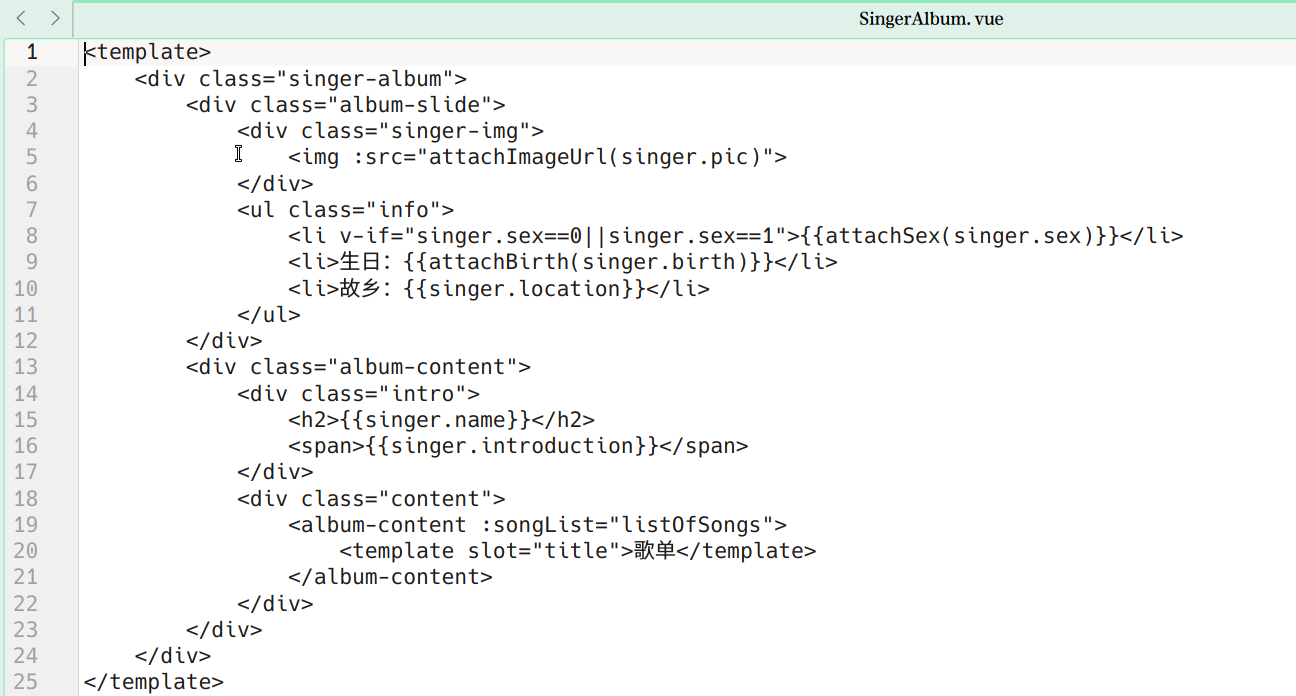 SingerAlbum.vue
1 <template>
2     <div class="singer-album">
3         <div class="album-slide">
4             <div class="singer-img">
5                 <img :src="attachImageUrl(singer.pic)">
6             </div>
7             <ul class="info">
8                 <li v-if="singer.sex==0||singer.sex==1">{{attachSex(singer.sex)}}</li>
9                 <li>生日：{{attachBirth(singer.birth)}}</li>
10                 <li>故乡：{{singer.location}}</li>
11             </ul>
12         </div>
13         <div class="album-content">
14             <div class="intro">
15                 <h2>{{singer.name}}</h2>
16                 <span>{{singer.introduction}}</span>
17             </div>
18             <div class="content">
19                 <album-content :songList="listOfSongs">
20                     <template slot="title">歌单</template>
21                 </album-content>
22             </div>
23         </div>
24     </div>
25 </template>